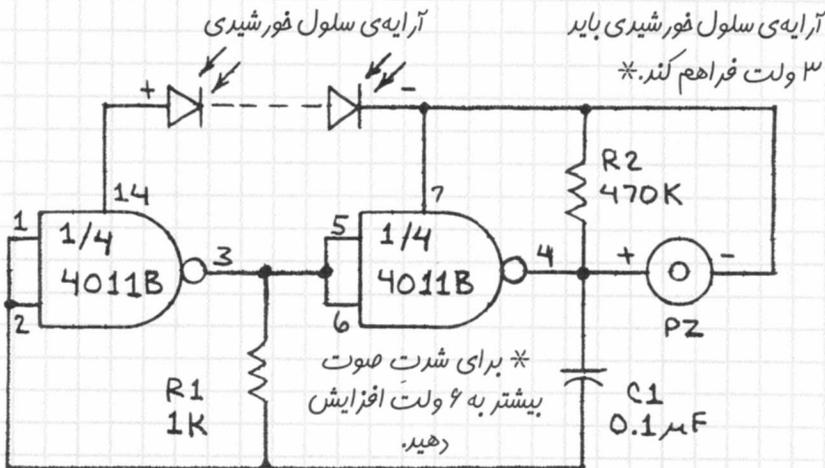 آرایه‌ی سلول خورشیدی
آرایه‌ی سلول خورشیدی باید
۳ ولت فراهم کند.*
+
-
14
7
R2
470K
1
1/4
4011B
2
3
5
1/4
4011B
6
4
+
-
PZ
R1
1K
* برای شدتِ صوت
بیشتر به ۶ ولت افزایش
دهید.
C1
0.1µF